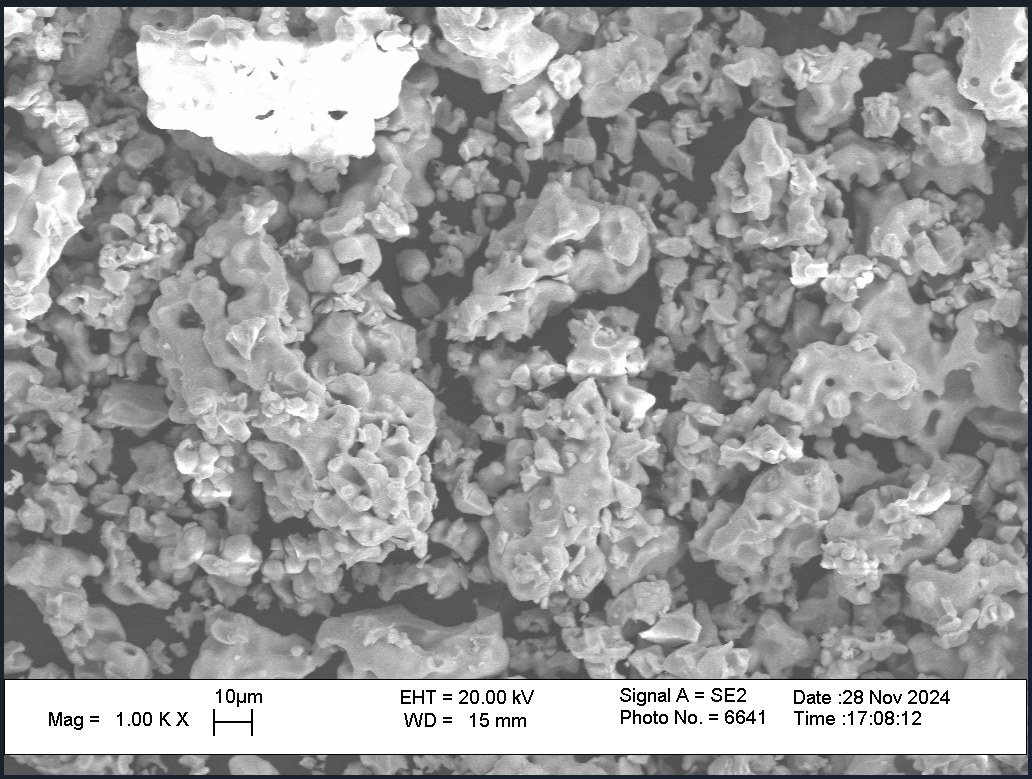 Mag = 1.00 K X
10µm
EHT = 20.00 kV
WD = 15 mm
Signal A = SE2
Photo No. = 6641
Date :28 Nov 2024
Time :17:08:12